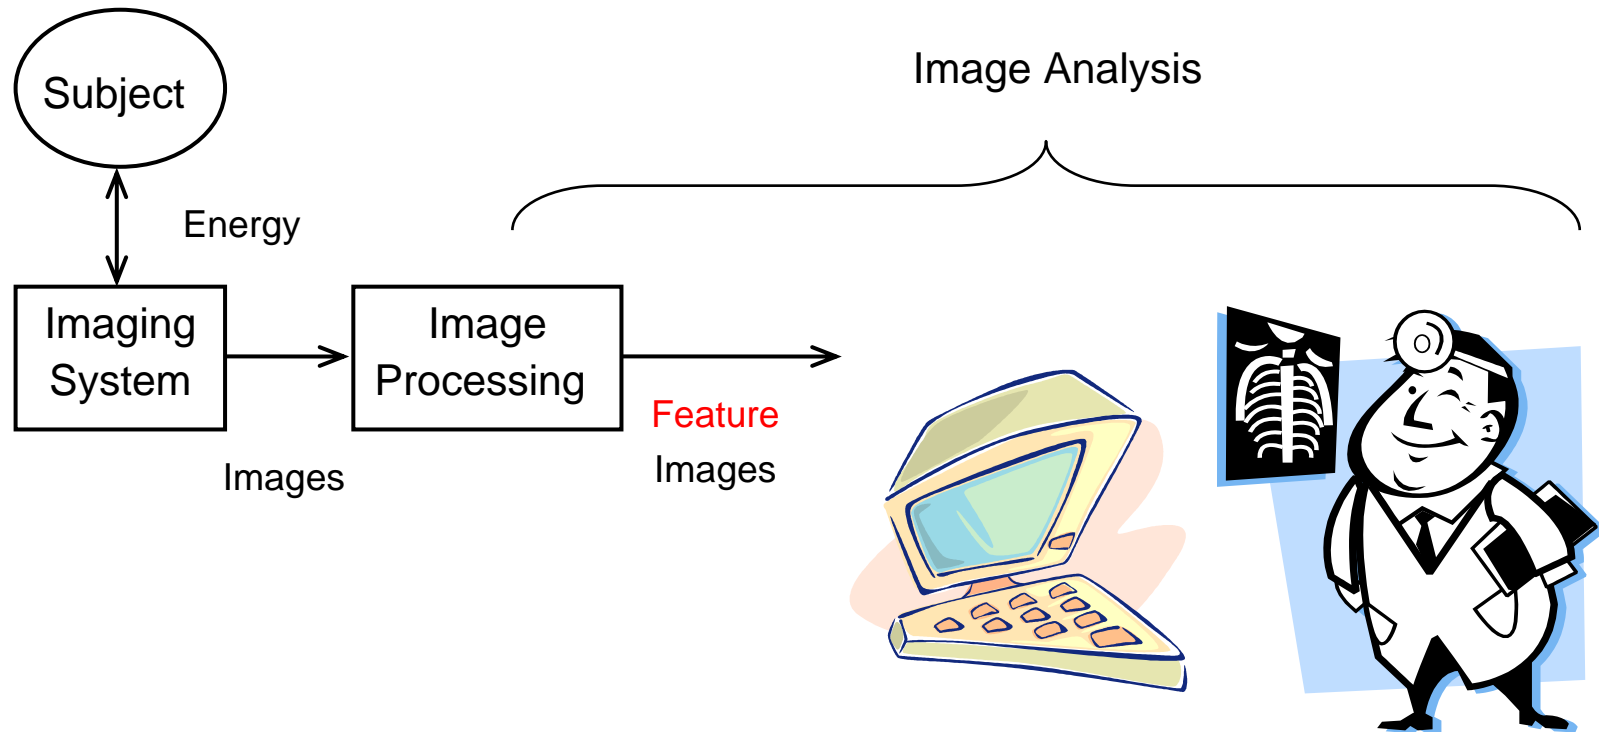 Subject
Image Analysis
Energy
Imaging
System
Image
Processing
Images
Feature
Images